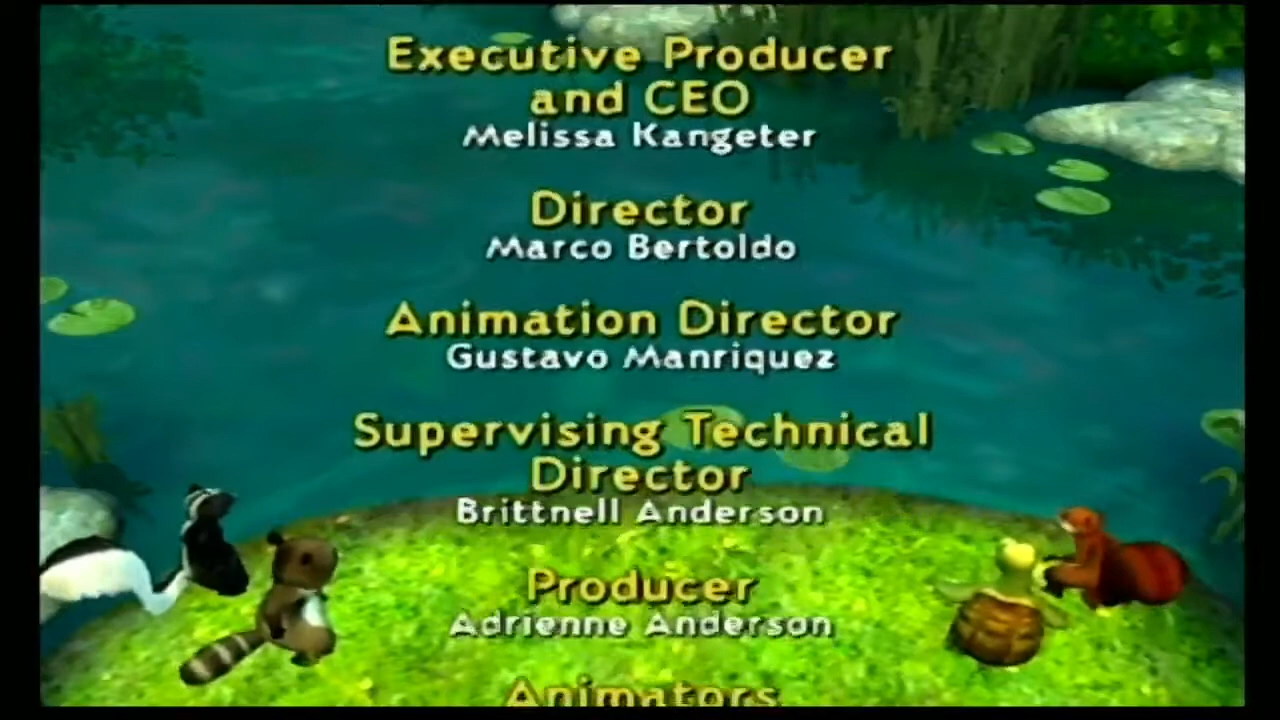 Executive Producer
and CEO
Melissa Kangeter
Director
Marco Bertoldo
Animation Director
Gustavo Manriquez
Supervising Technical
Director
Brittnell Anderson
Producer
Adrienne Anderson
Animators